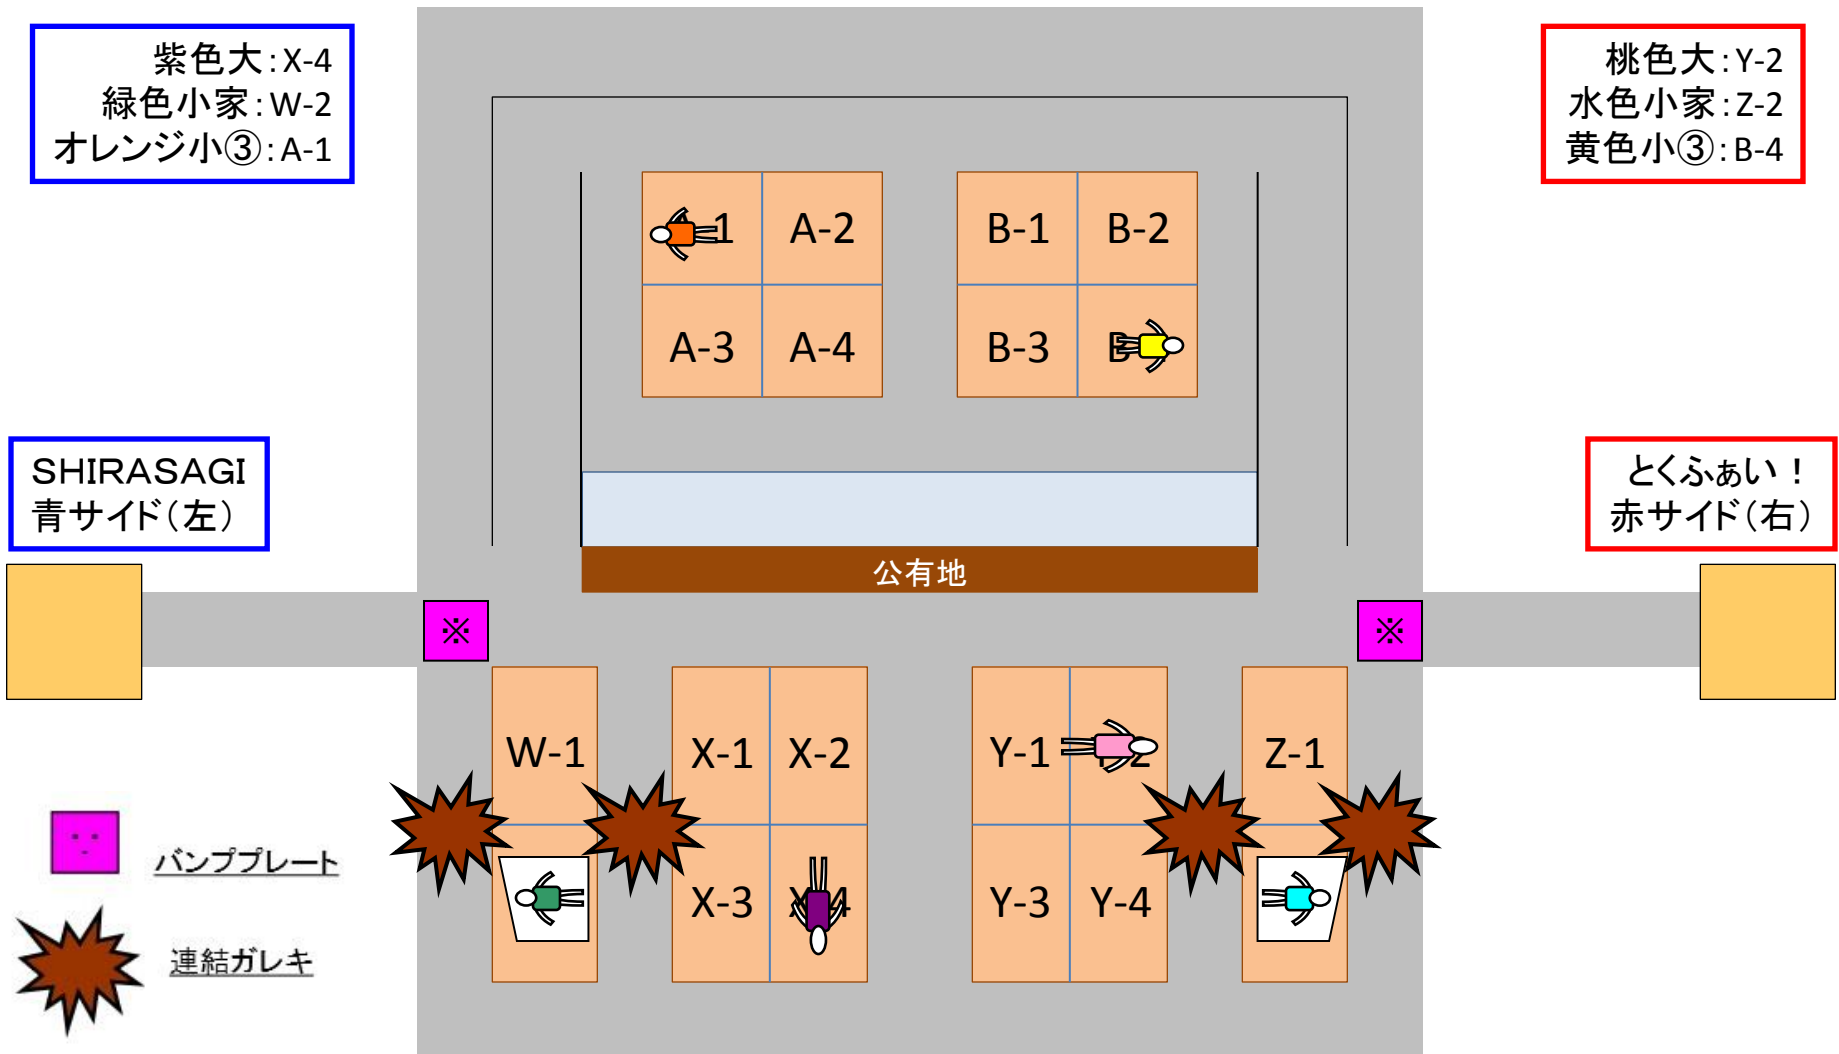 紫色大:X-4
緑色小家:W-2
オレンジ小③:A-1
桃色大:Y-2
水色小家:Z-2
黄色小③:B-4
A-2
B-1
B-2
A-3
A-4
B-3
SHIRASAGI
青サイド(左)
とくふぁい!
赤サイド(右)
公有地
※
※
W-1
X-1
X-2
Y-1
Z-1
バンププレート
X-3
Y-3
Y-4
連結ガレキ